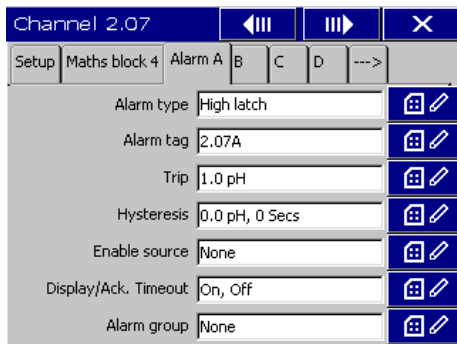 Channel 2.07
Setup Maths block 4 Alarm A B C D --->
Alarm type High latch
Alarm tag 2.07A
Trip 1.0 pH
Hysteresis 0.0 pH, 0 Secs
Enable source None
Display/Ack. Timeout On, Off
Alarm group None